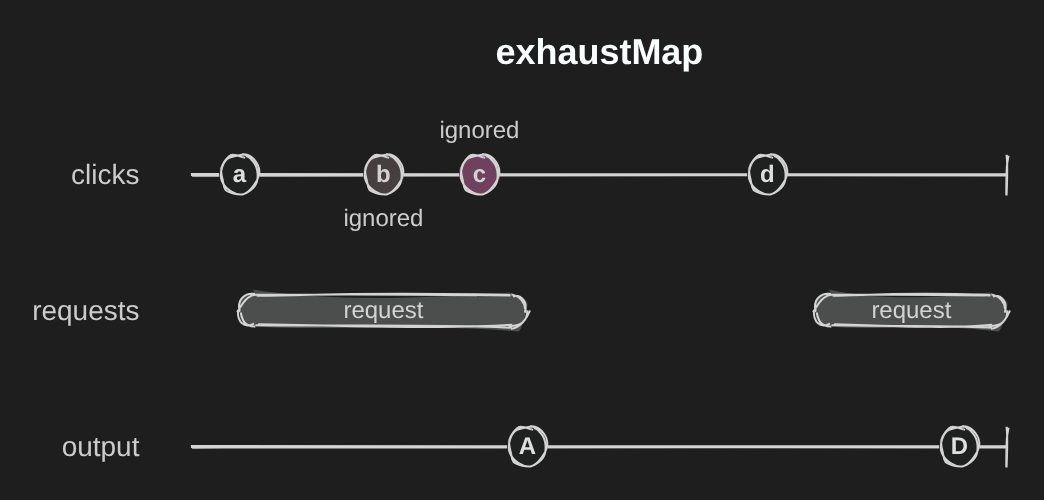 exhaustMap
ignored
clicks
a
b
c
d
ignored
requests
request
request
output
A
D